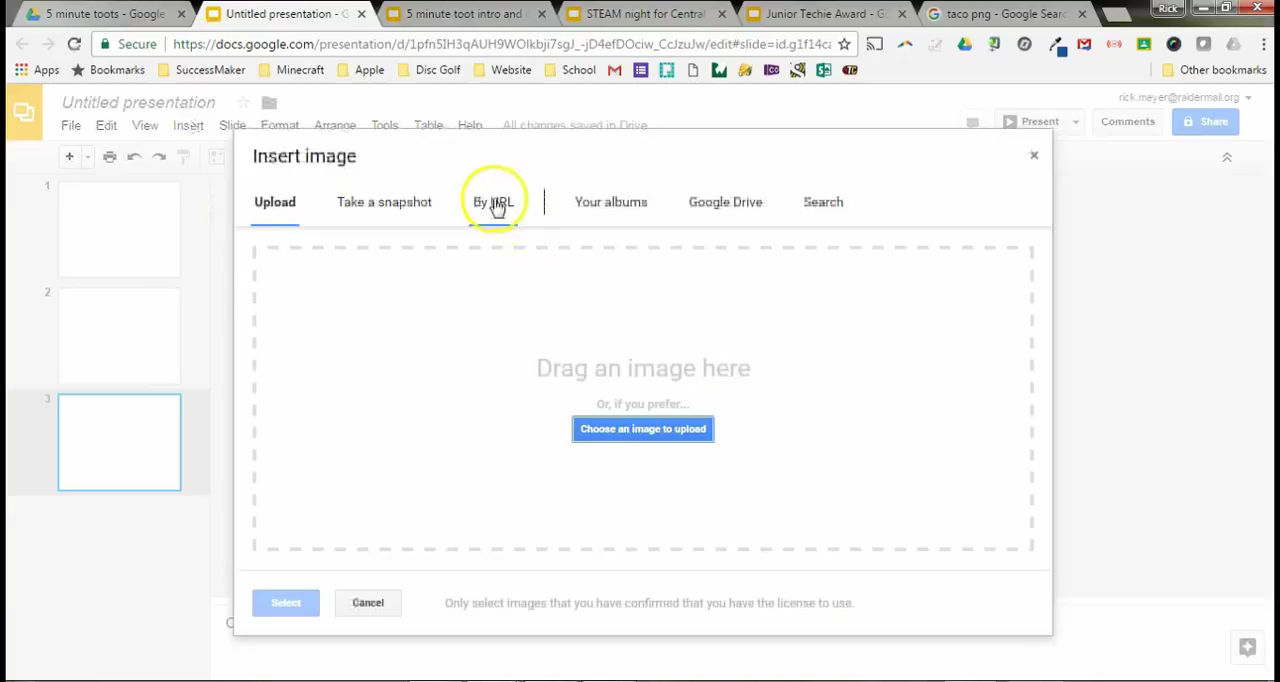 5 minute toots - Google
Untitled presentation - G
5 minute toot intro and
STEAM night for Central
Junior Techie Award - G
taco png - Google Searc
Rick
Secure
https://docs.google.com/presentation/d/1pfn5IH3qAUH9WOIkbji7sgJ_-jD4efDOciw_CcJzuJw/edit#slide=id.g1f14ca
Apps
Bookmarks
SuccessMaker
Minecraft
Apple
Disc Golf
Website
School
Other bookmarks
Untitled presentation
rick.meyer@raidermail.org
File Edit View Insert Slide Format Arrange Tools Table Help All changes saved in Drive
Present
Comments
Share
Insert image
Upload
Take a snapshot
By URL
Your albums
Google Drive
Search
1
2
3
Drag an image here
Or, if you prefer...
Choose an image to upload
Select
Cancel
Only select images that you have confirmed that you have the license to use.